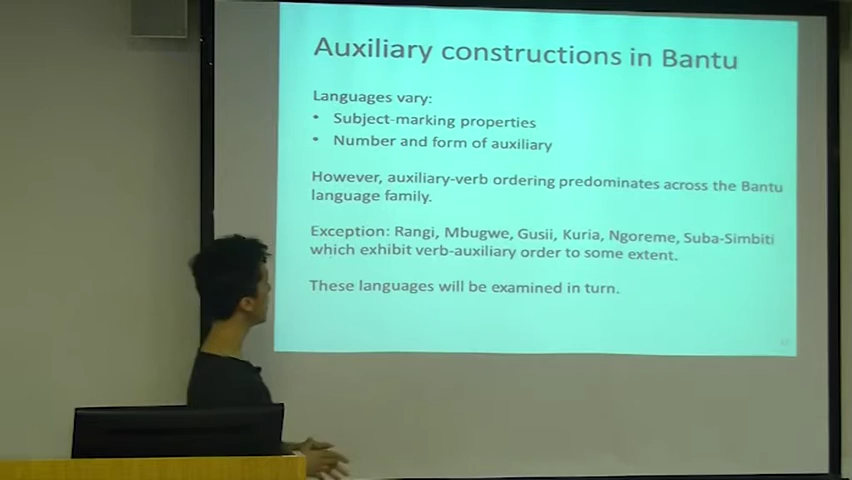 Auxiliary constructions in Bantu
Languages vary:
• Subject-marking properties
• Number and form of auxiliary
However, auxiliary-verb ordering predominates across the Bantu
language family.
Exception: Rangi, Mbugwe, Gusii, Kuria, Ngoreme, Suba-Simbiti
which exhibit verb-auxiliary order to some extent.
These languages will be examined in turn.